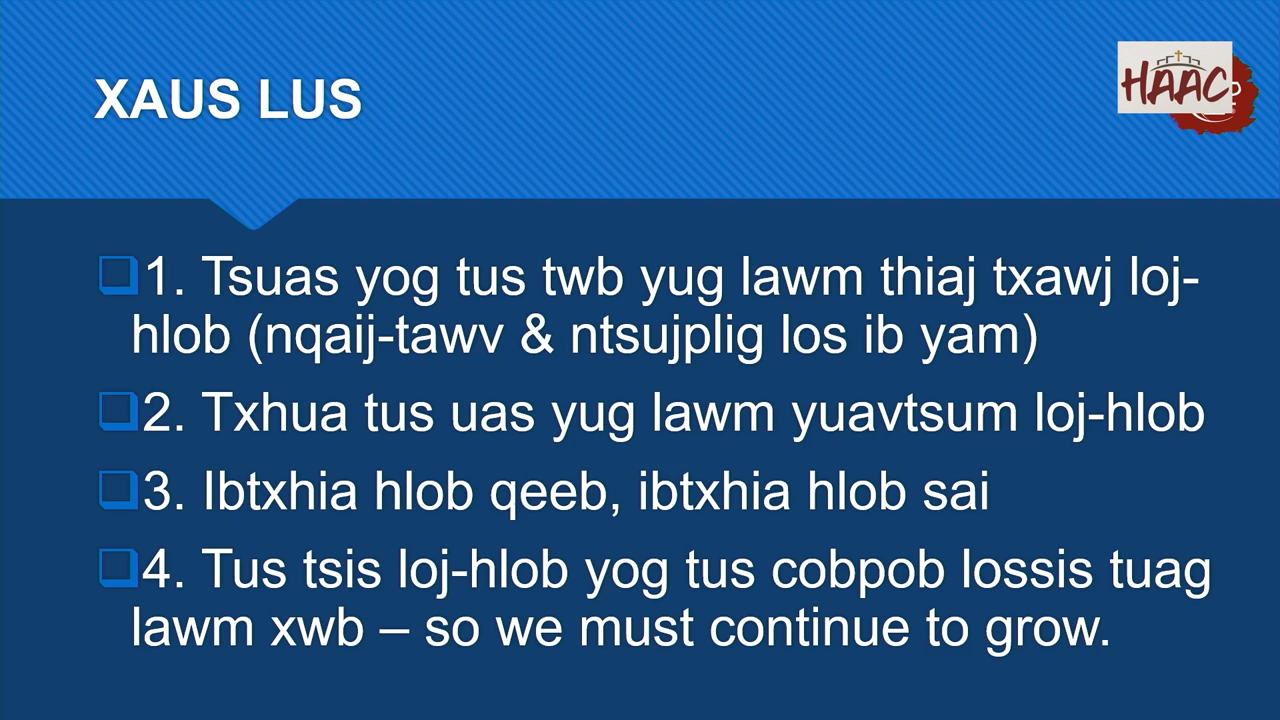 XAUS LUS
HAAC
❑1. Tsuas yog tus twb yug lawm thiaj txawj loj-
hlob (nqaij-tawv & ntsujplig los ib yam)
❑2. Txhua tus uas yug lawm yuavtsum loj-hlob
❑3. Ibtxhia hlob qeeb, ibtxhia hlob sai
❑4. Tus tsis loj-hlob yog tus cobpob lossis tuag
lawm xwb – so we must continue to grow.